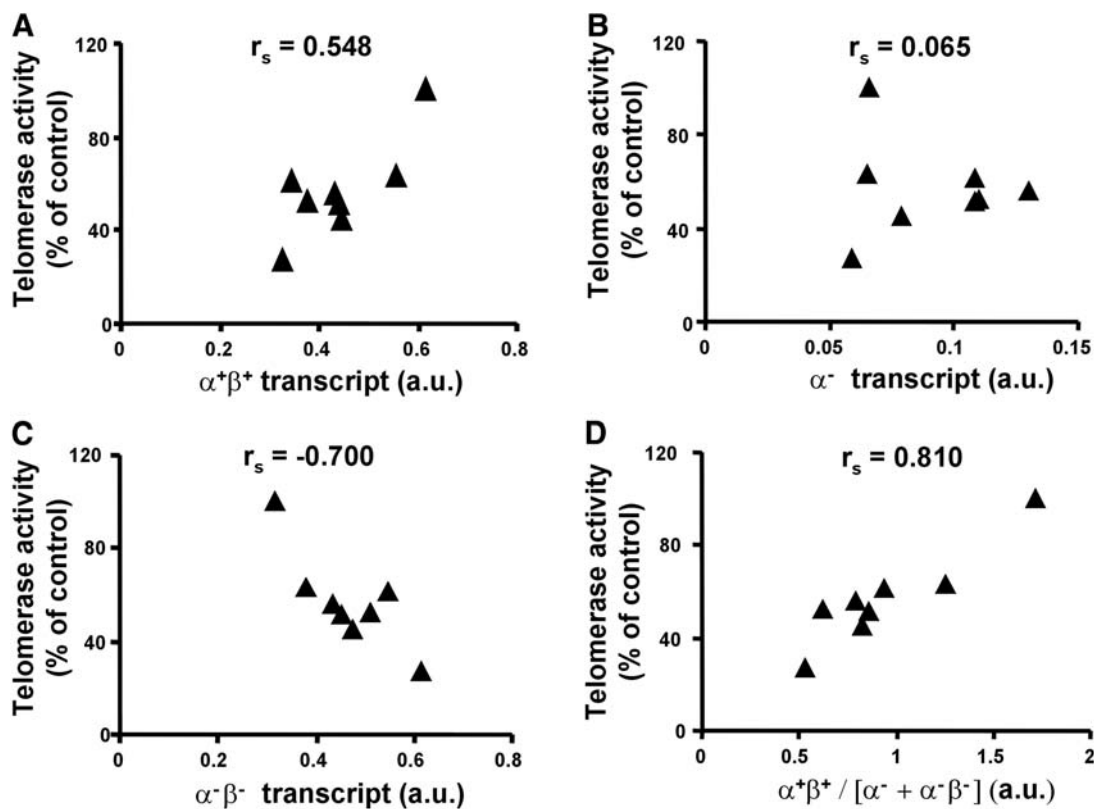 A
r_s = 0.548
Telomerase activity
(% of control)
120
80
40
0
0 0.2 0.4 0.6 0.8
α⁺β⁺ transcript (a.u.)
B
r_s = 0.065
Telomerase activity
(% of control)
120
80
40
0
0 0.05 0.1 0.15
α⁻ transcript (a.u.)
C
r_s = -0.700
Telomerase activity
(% of control)
120
80
40
0
0 0.2 0.4 0.6 0.8
α⁻β⁻ transcript (a.u.)
D
r_s = 0.810
Telomerase activity
(% of control)
120
80
40
0
0 0.5 1 1.5 2
α⁺β⁺ / [α⁻ + α⁻β⁻] (a.u.)